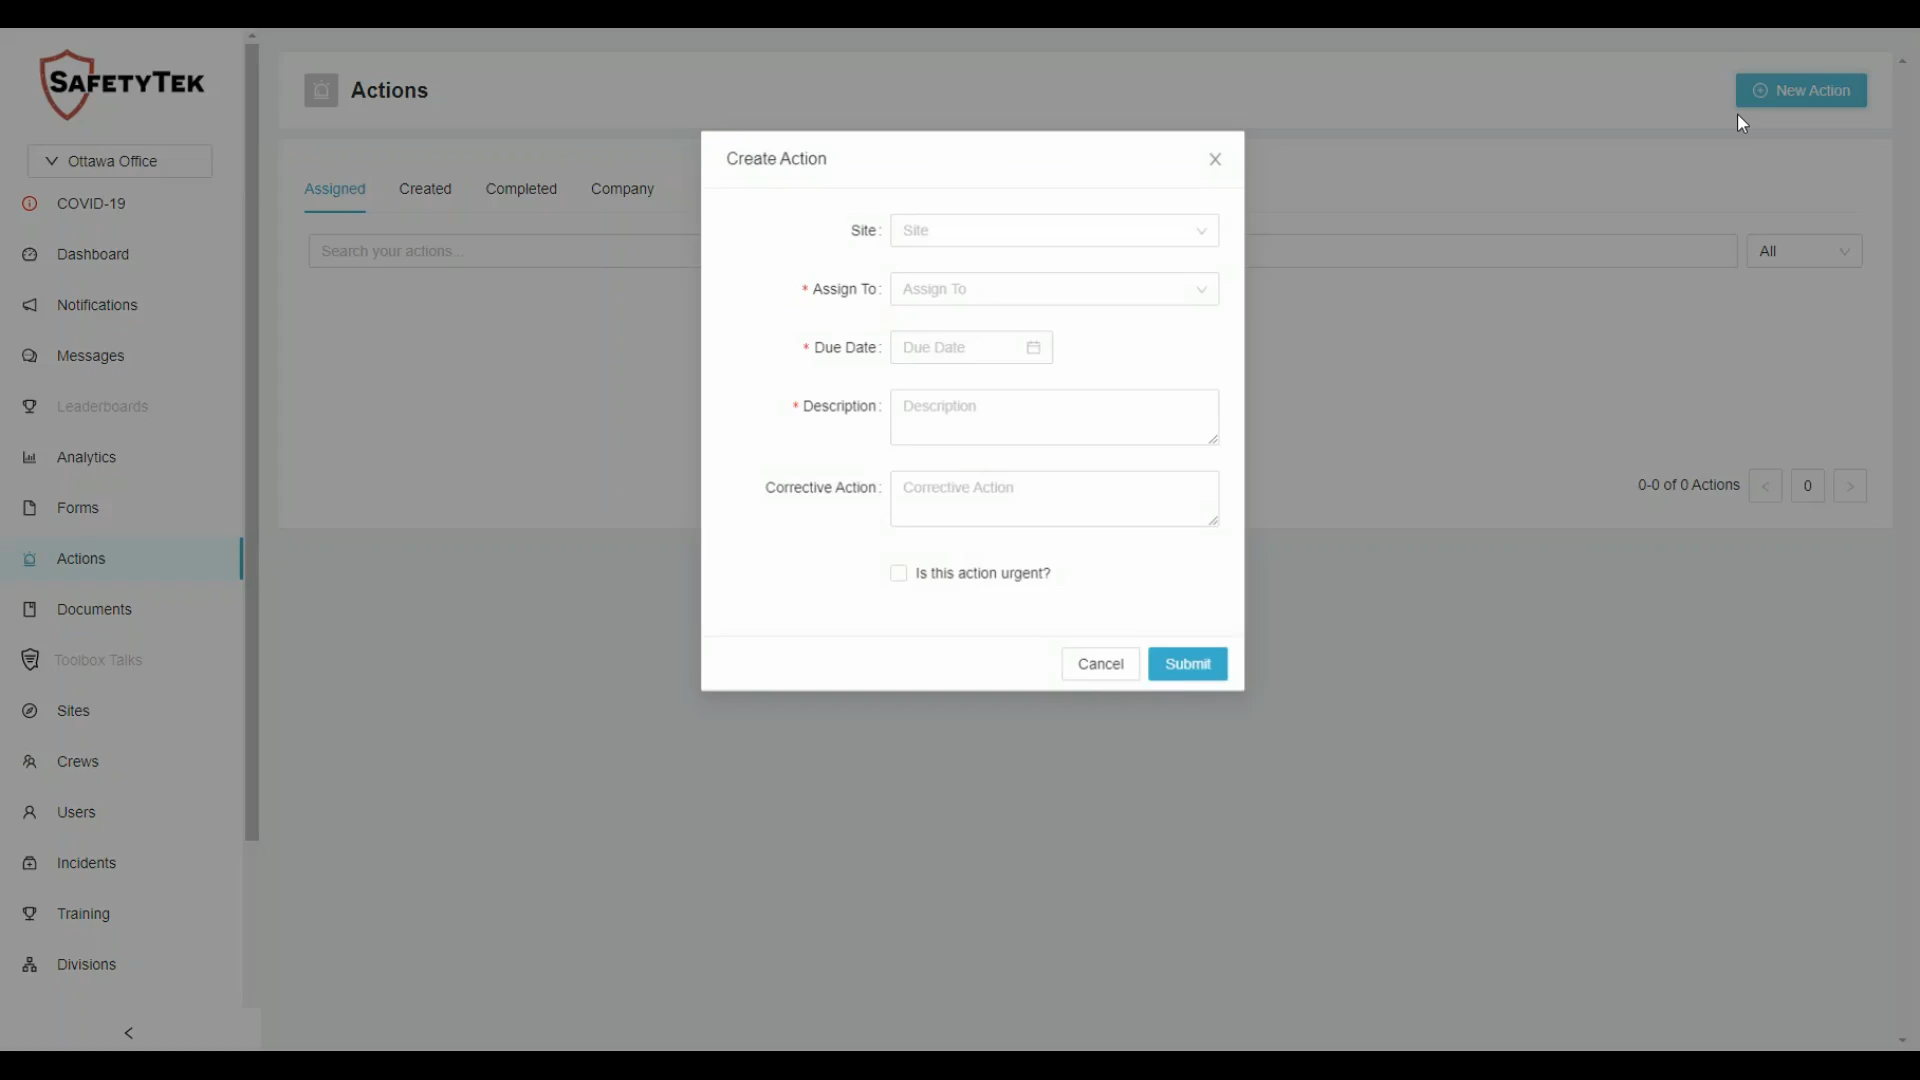 SAFETYTEK
Ottawa Office
COVID-19
Dashboard
Notifications
Messages
Leaderboards
Analytics
Forms
Actions
Documents
Toolbox Talks
Sites
Crews
Users
Incidents
Training
Divisions
Actions
New Action
Assigned Created Completed Company
Search your actions...
All
0-0 of 0 Actions < 0 >
Create Action
Site: Site
* Assign To: Assign To
* Due Date: Due Date
* Description: Description
Corrective Action: Corrective Action
Is this action urgent?
Cancel Submit